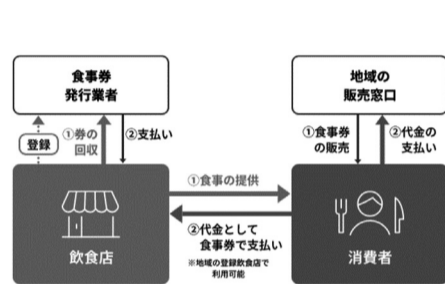 食事券
発行業者
地域の
販売窓口
登録
①券の
回収
②支払い
①食事券
の販売
②代金の
支払い
①食事の提供
②代金として
食事券で支払い
※地域の登録飲食店で
利用可能
飲食店
消費者